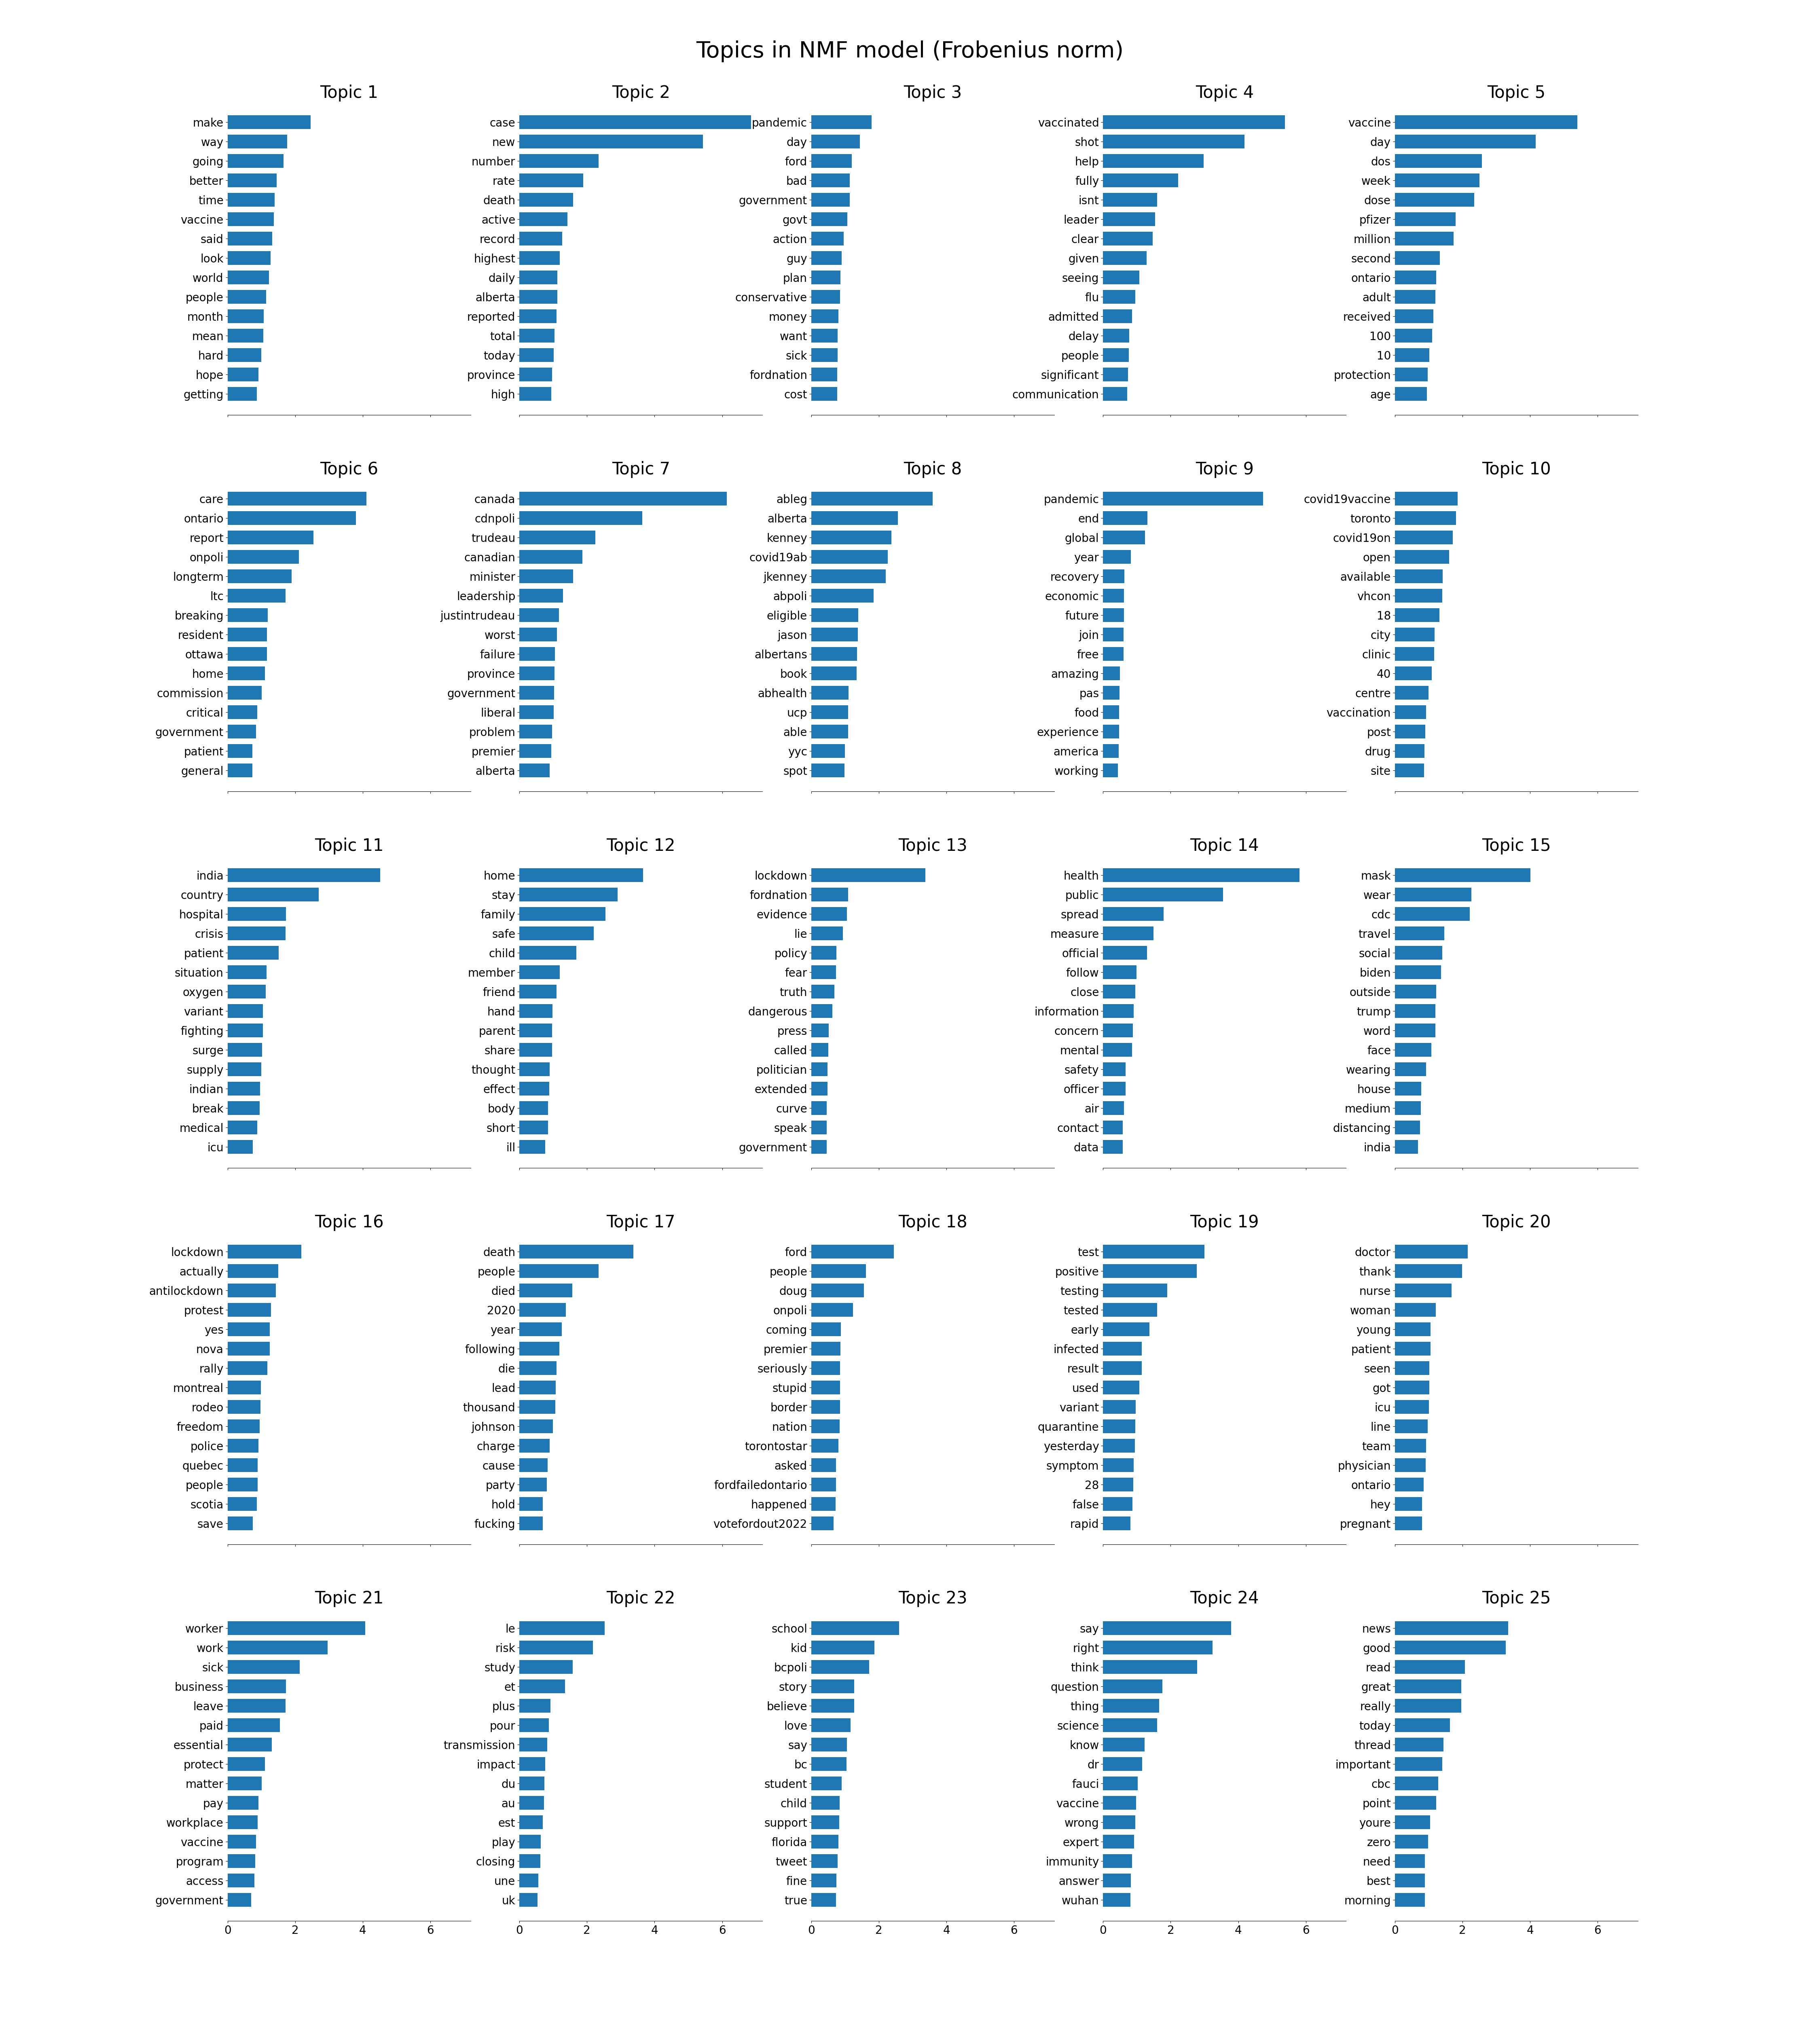 Topics in NMF model (Frobenius norm)
Topic 1
make
way
going
better
time
vaccine
said
look
world
people
month
mean
hard
hope
getting
Topic 2
case
new
number
rate
death
active
record
highest
daily
alberta
reported
total
today
province
high
Topic 3
pandemic
day
ford
bad
government
govt
action
guy
plan
conservative
money
want
sick
fordnation
cost
Topic 4
vaccinated
shot
help
fully
isnt
leader
clear
given
seeing
flu
admitted
delay
people
significant
communication
Topic 5
vaccine
day
dos
week
dose
pfizer
million
second
ontario
adult
received
100
10
protection
age
Topic 6
care
ontario
report
onpoli
longterm
ltc
breaking
resident
ottawa
home
commission
critical
government
patient
general
Topic 7
canada
cdnpoli
trudeau
canadian
minister
leadership
justintrudeau
worst
failure
province
government
liberal
problem
premier
alberta
Topic 8
ableg
alberta
kenney
covid19ab
jkenney
abpoli
eligible
jason
albertans
book
abhealth
ucp
able
yyc
spot
Topic 9
pandemic
end
global
year
recovery
economic
future
join
free
amazing
pas
food
experience
america
working
Topic 10
covid19vaccine
toronto
covid19on
open
available
vhcon
18
city
clinic
40
centre
vaccination
post
drug
site
Topic 11
india
country
hospital
crisis
patient
situation
oxygen
variant
fighting
surge
supply
indian
break
medical
icu
Topic 12
home
stay
family
safe
child
member
friend
hand
parent
share
thought
effect
body
short
ill
Topic 13
lockdown
fordnation
evidence
lie
policy
fear
truth
dangerous
press
called
politician
extended
curve
speak
government
Topic 14
health
public
spread
measure
official
follow
close
information
concern
mental
safety
officer
air
contact
data
Topic 15
mask
wear
cdc
travel
social
biden
outside
trump
word
face
wearing
house
medium
distancing
india
Topic 16
lockdown
actually
antilockdown
protest
yes
nova
rally
montreal
rodeo
freedom
police
quebec
people
scotia
save
Topic 17
death
people
died
2020
year
following
die
lead
thousand
johnson
charge
cause
party
hold
fucking
Topic 18
ford
people
doug
onpoli
coming
premier
seriously
stupid
border
nation
torontostar
asked
fordfailedontario
happened
votefordout2022
Topic 19
test
positive
testing
tested
early
infected
result
used
variant
quarantine
yesterday
symptom
28
false
rapid
Topic 20
doctor
thank
nurse
woman
young
patient
seen
got
icu
line
team
physician
ontario
hey
pregnant
Topic 21
worker
work
sick
business
leave
paid
essential
protect
matter
pay
workplace
vaccine
program
access
government
0 2 4 6
Topic 22
le
risk
study
et
plus
pour
transmission
impact
du
au
est
play
closing
une
uk
0 2 4 6
Topic 23
school
kid
bcpoli
story
believe
love
say
bc
student
child
support
florida
tweet
fine
true
0 2 4 6
Topic 24
say
right
think
question
thing
science
know
dr
fauci
vaccine
wrong
expert
immunity
answer
wuhan
0 2 4 6
Topic 25
news
good
read
great
really
today
thread
important
cbc
point
youre
zero
need
best
morning
0 2 4 6